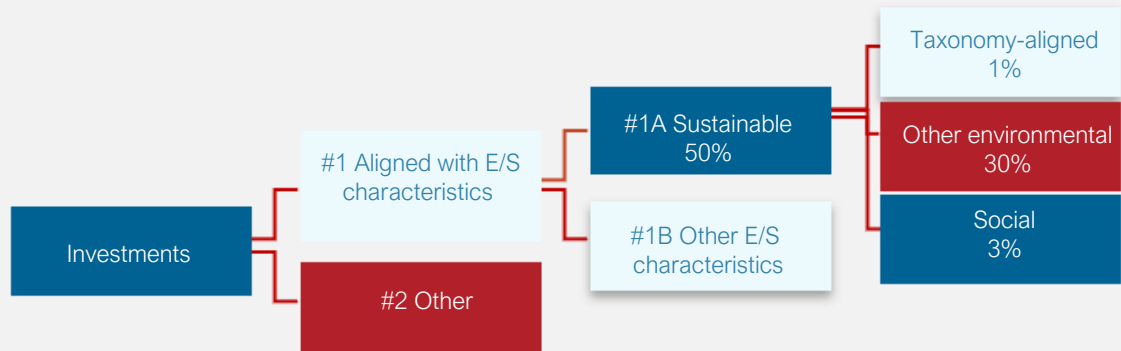 Investments
#1 Aligned with E/S
characteristics
#2 Other
#1A Sustainable
50%
#1B Other E/S
characteristics
Taxonomy-aligned
1%
Other environmental
30%
Social
3%